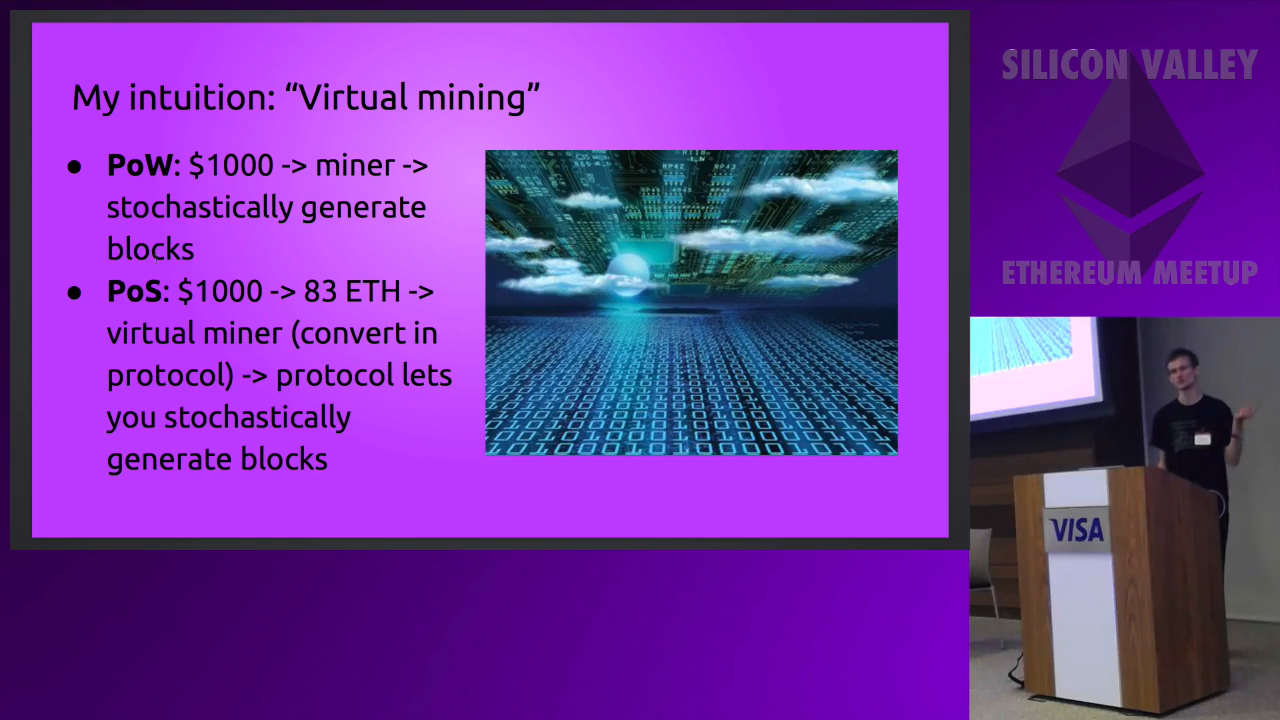 My intuition: “Virtual mining”
● PoW: $1000 -> miner ->
stochastically generate
blocks
● PoS: $1000 -> 83 ETH ->
virtual miner (convert in
protocol) -> protocol lets
you stochastically
generate blocks
SILICON VALLEY
ETHEREUM MEETUP
VISA